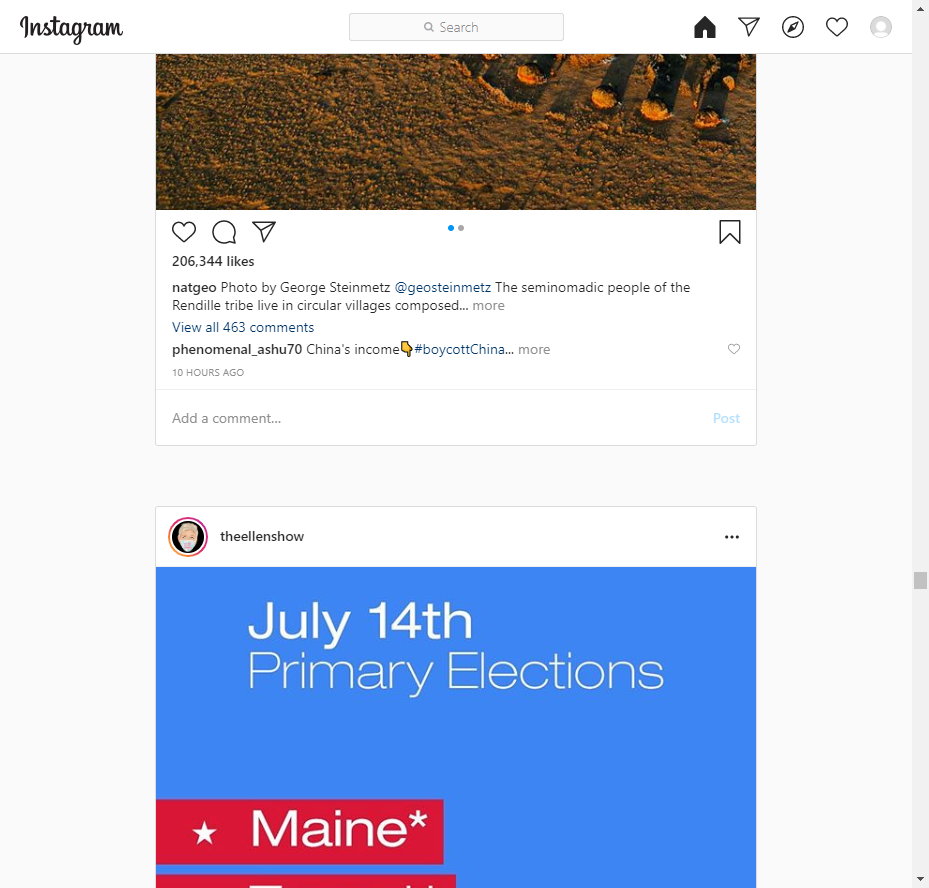 Instagram
Search
206,344 likes
natgeo Photo by George Steinmetz @geosteinmetz The seminomadic people of the
Rendille tribe live in circular villages composed... more
View all 463 comments
phenomenal_ashu70 China's income👇#boycottChina... more
10 HOURS AGO
Add a comment... Post
theellenshow
July 14th
Primary Elections
Maine*